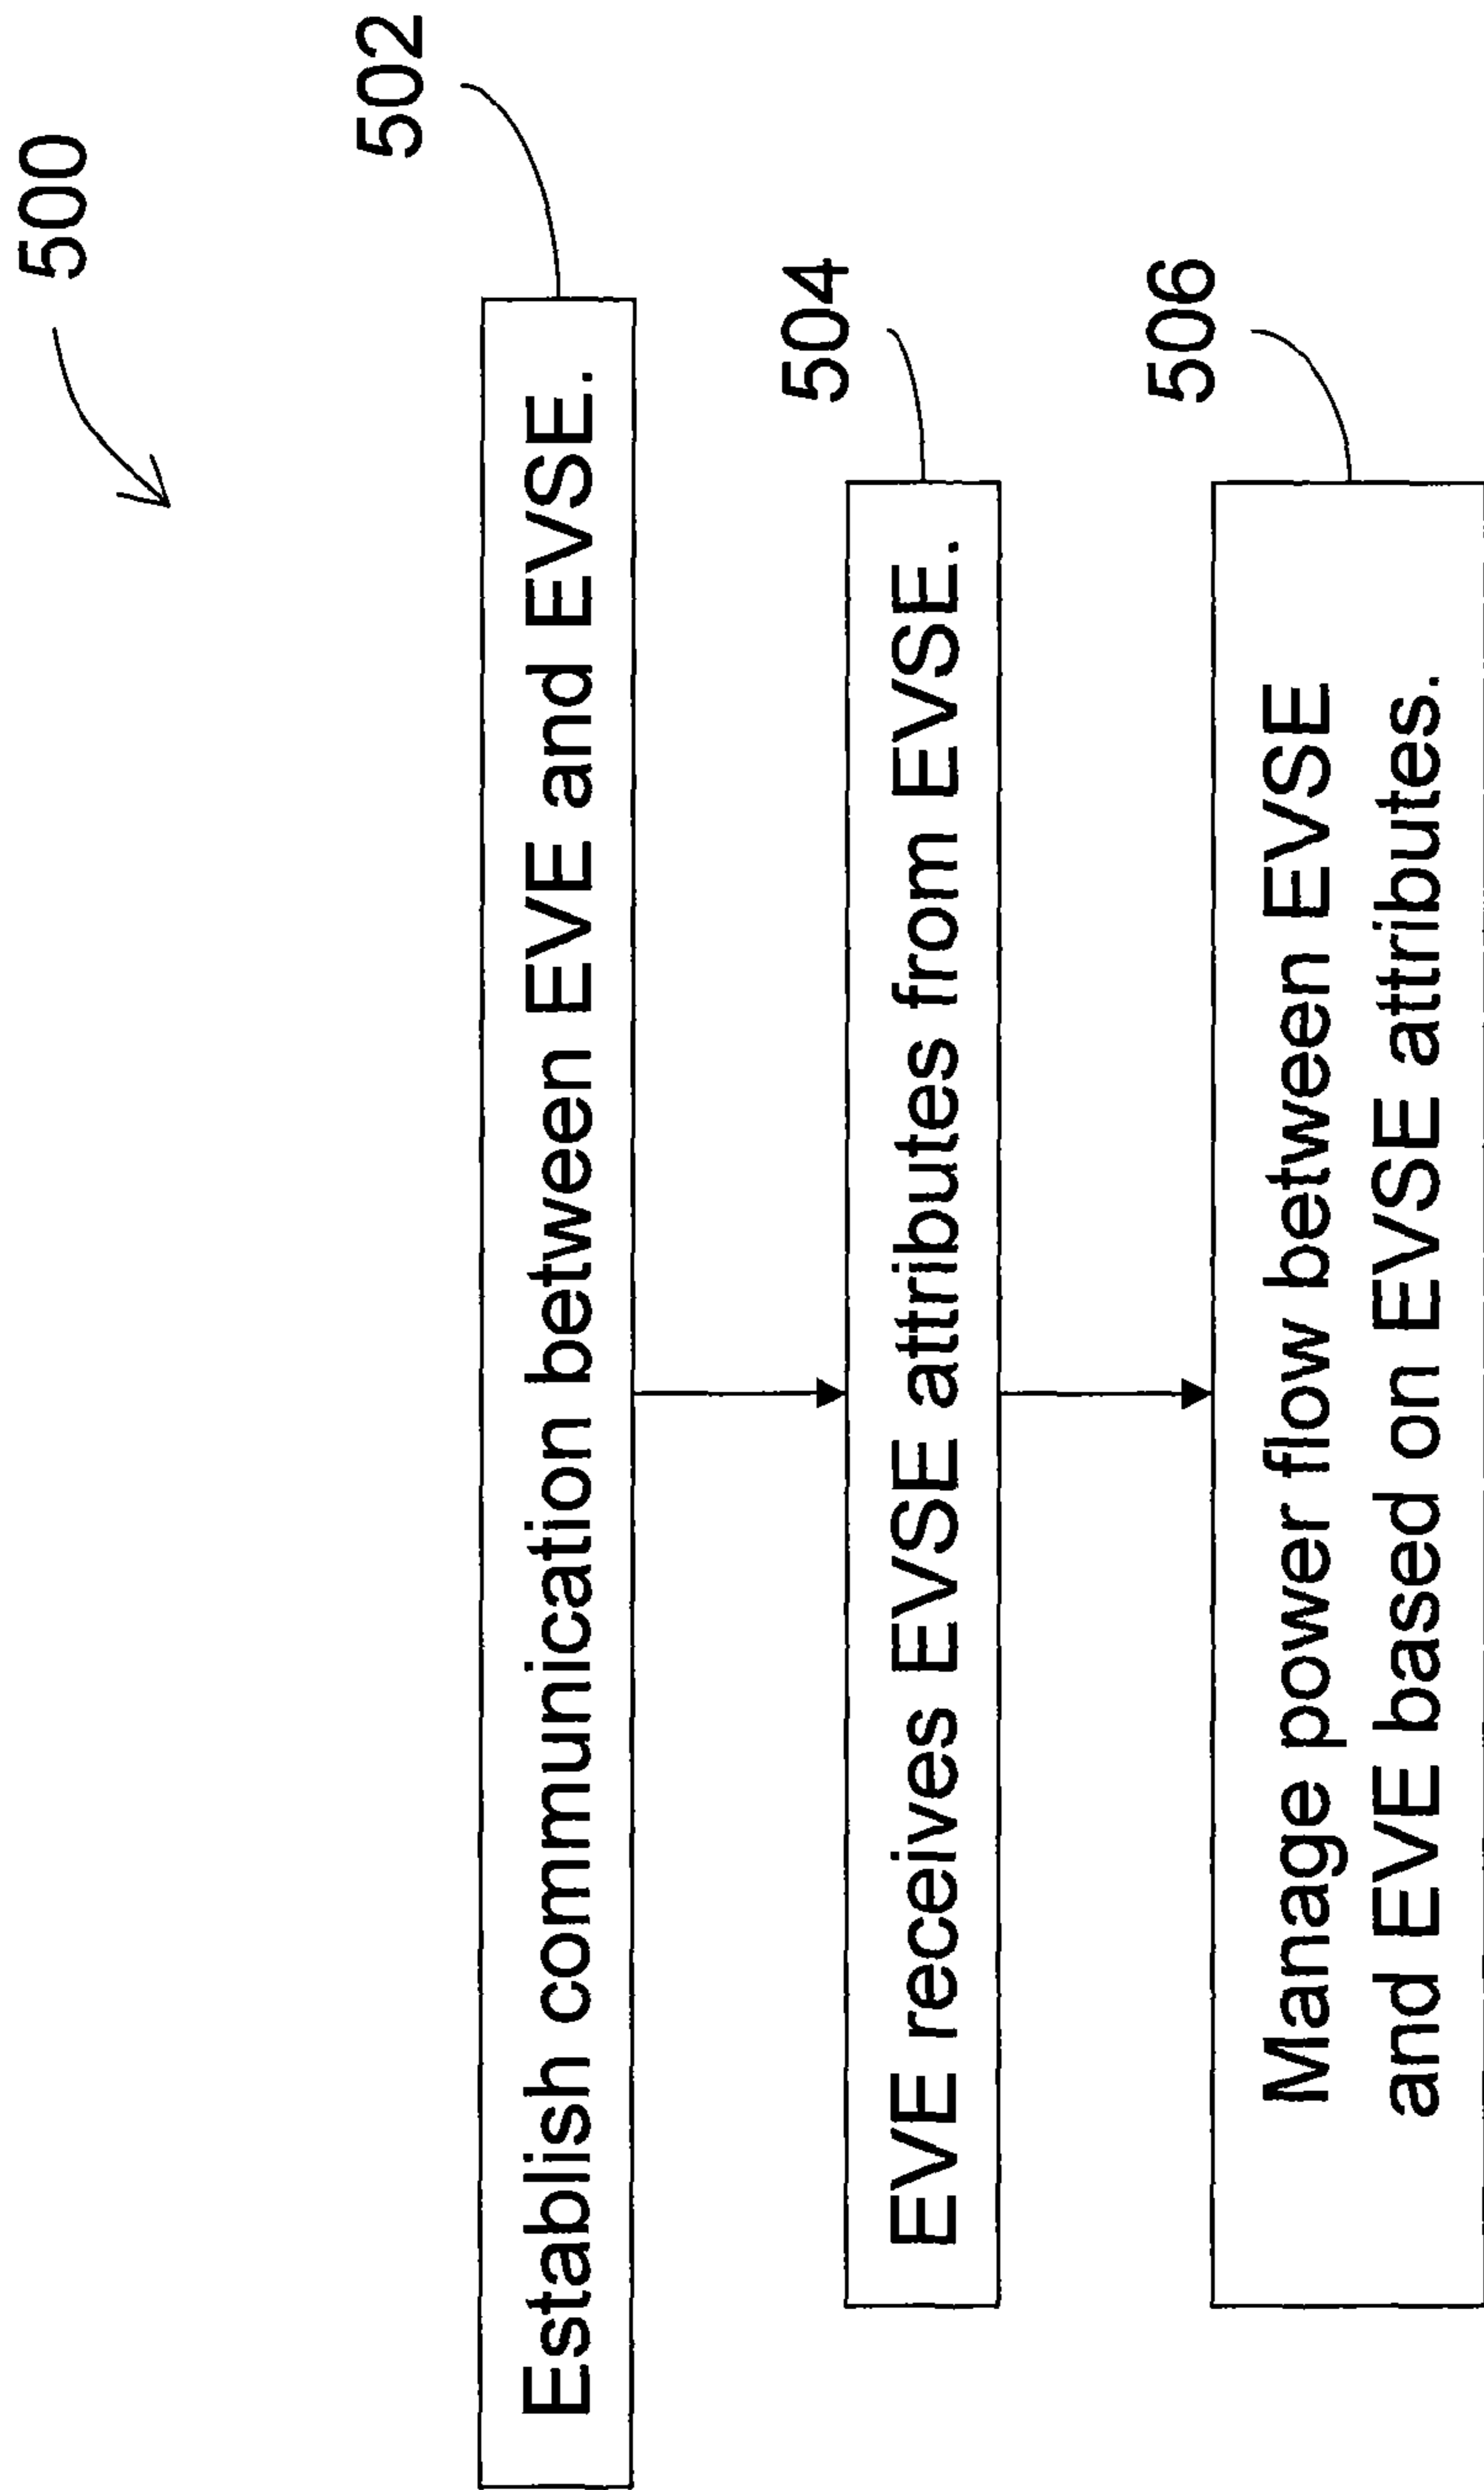 500
502
Establish communication between EVE and EVSE.
504
EVE receives EVSE attributes from EVSE.
506
Manage power flow between EVSE
and EVE based on EVSE attributes.